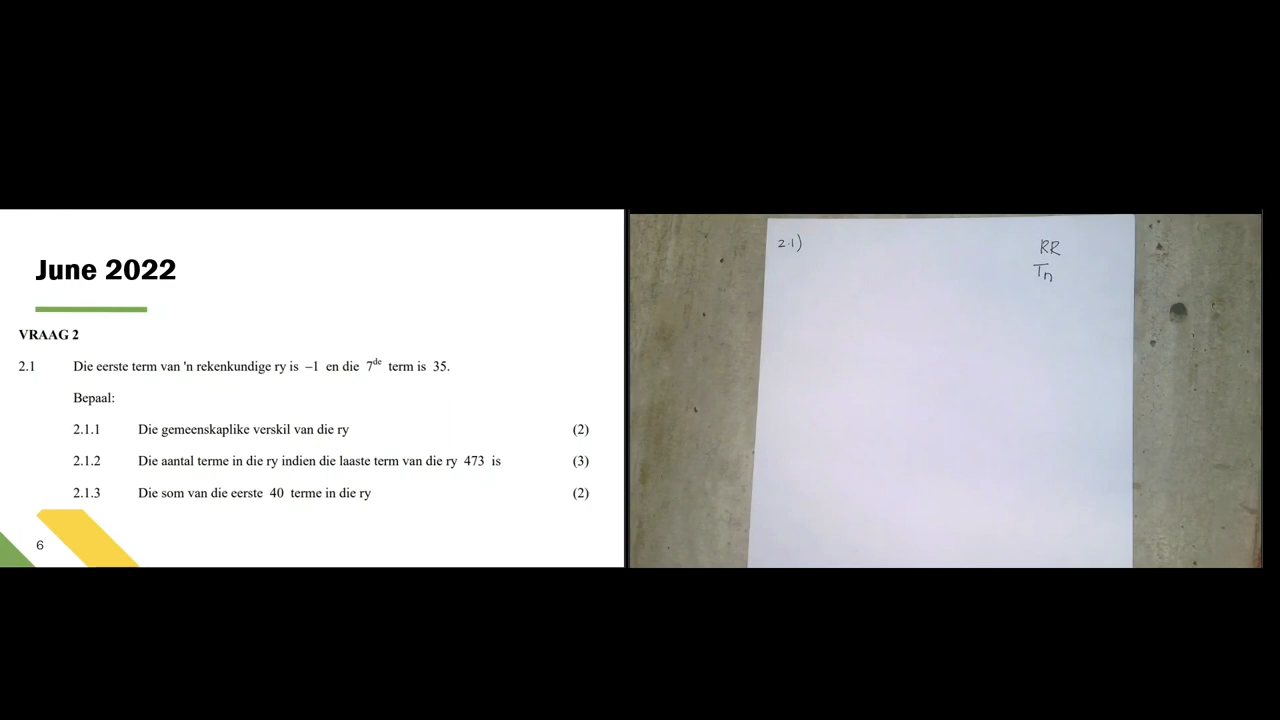 June 2022
VRAAG 2
2.1 Die eerste term van 'n rekenkundige ry is –1 en die 7de term is 35.
Bepaal:
2.1.1 Die gemeenskaplike verskil van die ry (2)
2.1.2 Die aantal terme in die ry indien die laaste term van die ry 473 is (3)
2.1.3 Die som van die eerste 40 terme in die ry (2)
6
2.1)
RR
Tn